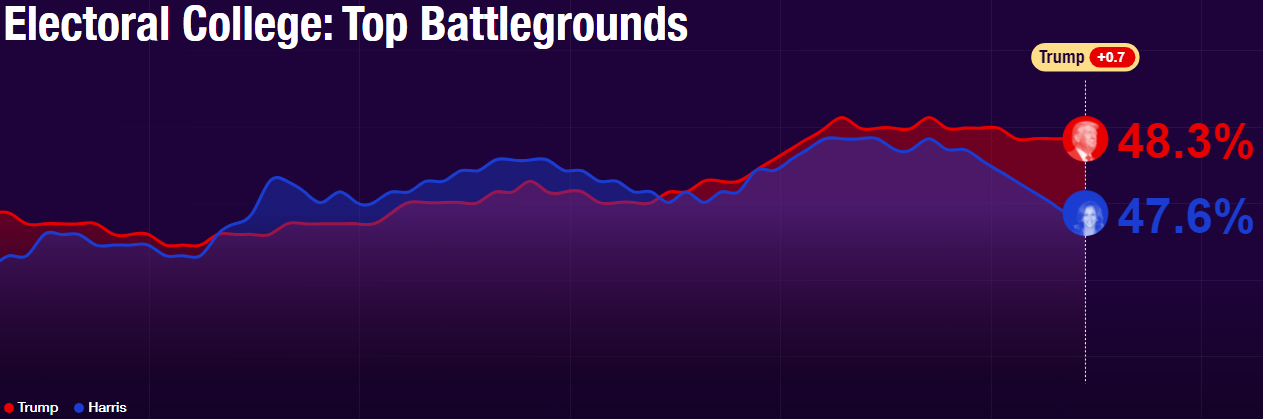 Electoral College: Top Battlegrounds
Trump +0.7
48.3%
47.6%
Trump Harris